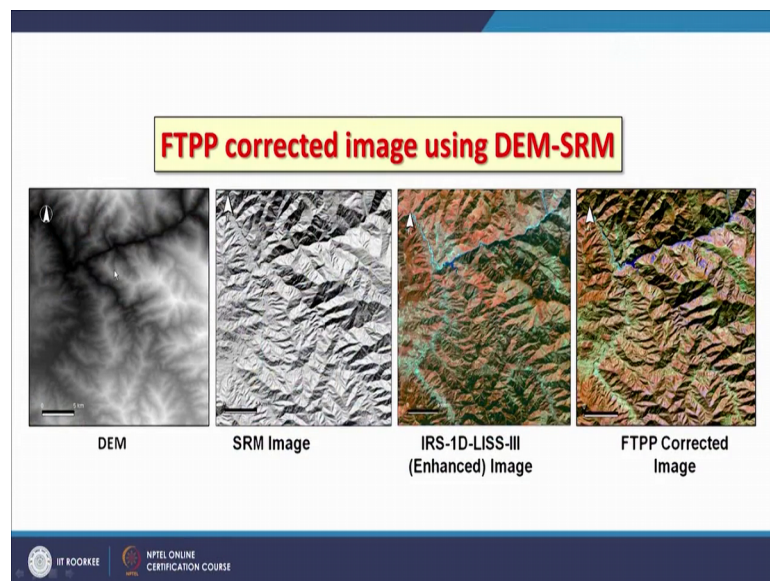 FTPP corrected image using DEM-SRM
5 km
DEM
SRM Image
IRS-1D-LISS-III
(Enhanced) Image
FTPP Corrected
Image
IIT ROORKEE
NPTEL ONLINE
CERTIFICATION COURSE